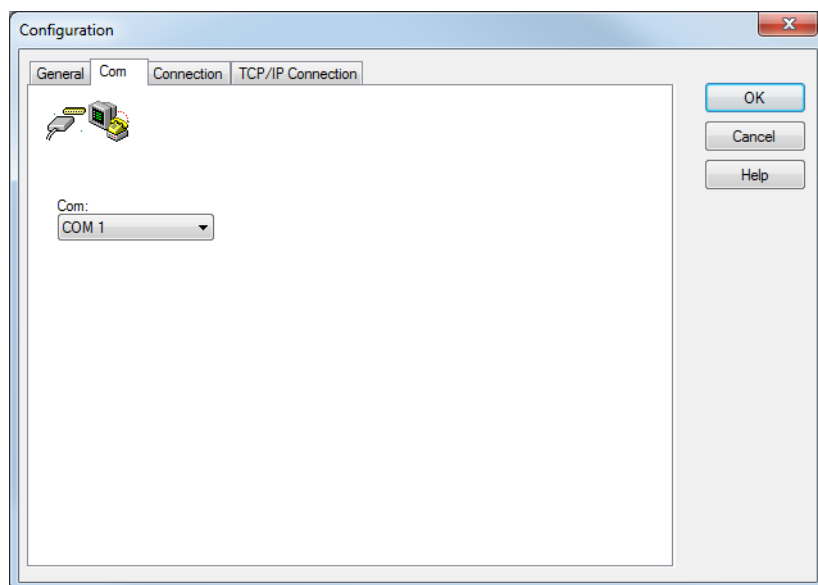 Configuration
General Com Connection TCP/IP Connection
OK
Cancel
Help
Com:
COM 1